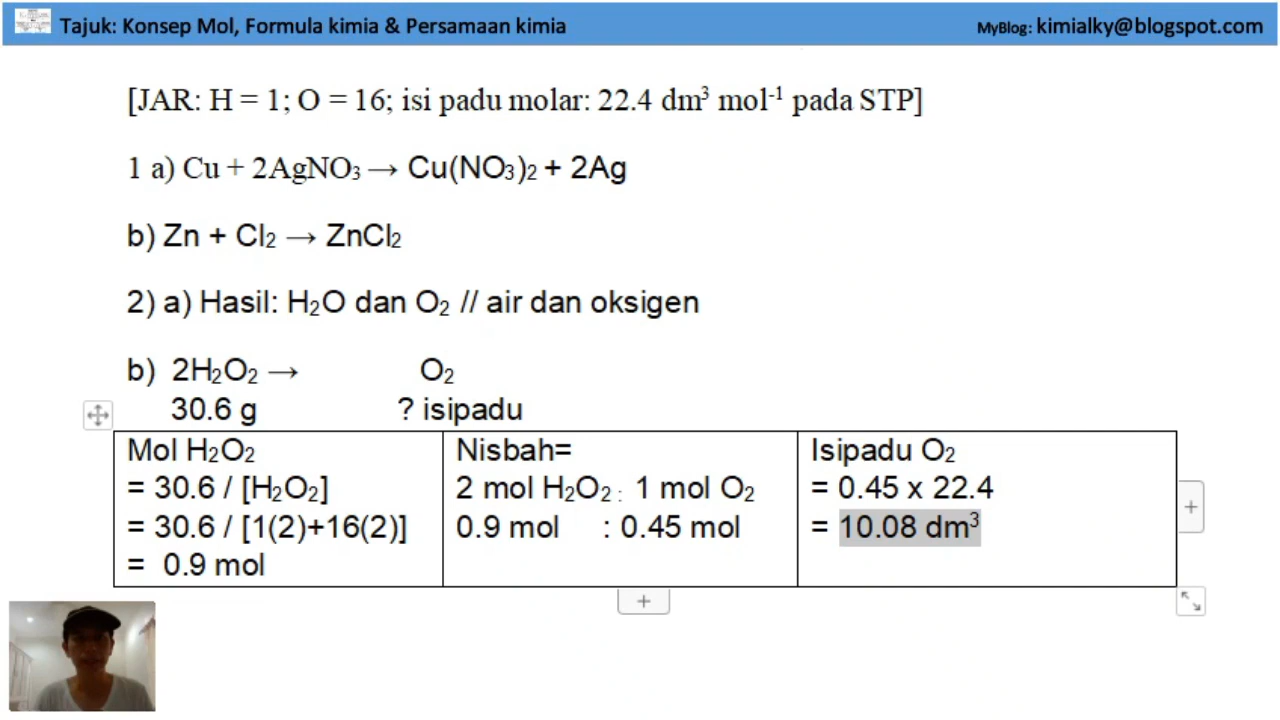 Tajuk: Konsep Mol, Formula kimia & Persamaan kimia
MyBlog: kimialky@blogspot.com
[JAR: H = 1; O = 16; isi padu molar: 22.4 dm³ mol⁻¹ pada STP]
1 a) Cu + 2AgNO₃ → Cu(NO₃)₂ + 2Ag
b) Zn + Cl₂ → ZnCl₂
2) a) Hasil: H₂O dan O₂ // air dan oksigen
b) 2H₂O₂ → O₂
30.6 g ? isipadu
Mol H₂O₂
= 30.6 / [H₂O₂]
= 30.6 / [1(2)+16(2)]
= 0.9 mol
Nisbah=
2 mol H₂O₂ : 1 mol O₂
0.9 mol : 0.45 mol
Isipadu O₂
= 0.45 x 22.4
= 10.08 dm³